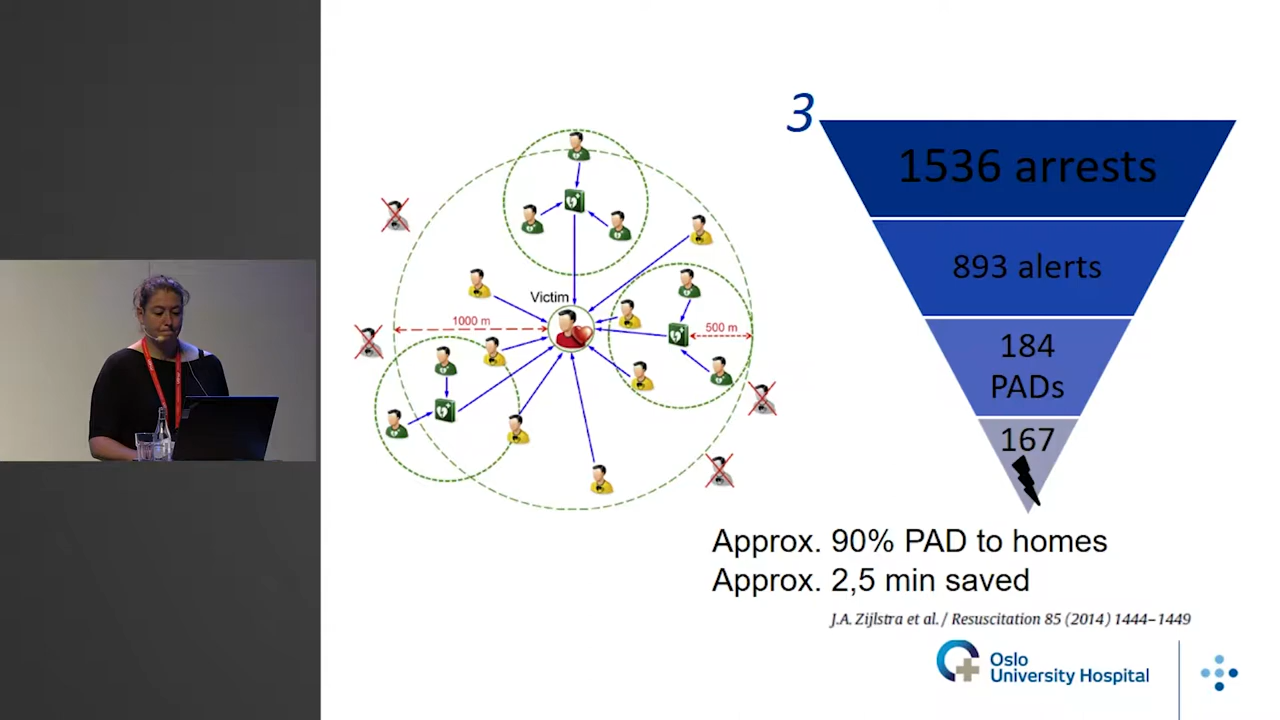 3
1536 arrests
893 alerts
184
PADs
167
Victim
1000 m
500 m
Approx. 90% PAD to homes
Approx. 2,5 min saved
J.A. Zijlstra et al. / Resuscitation 85 (2014) 1444–1449
Oslo
University Hospital